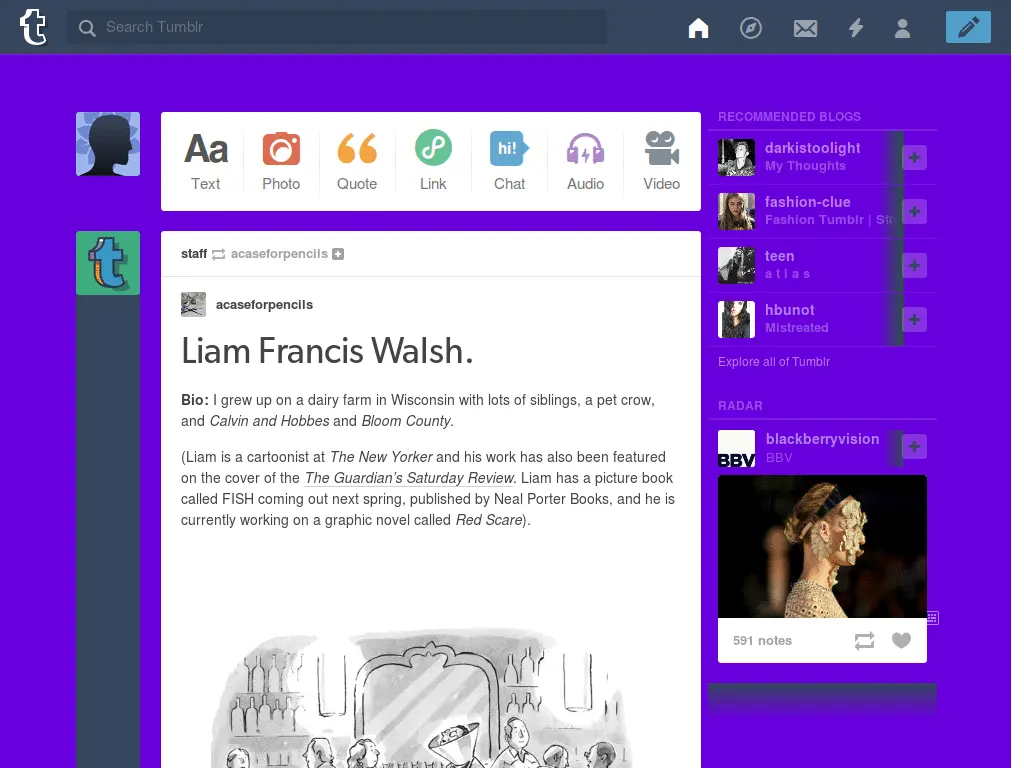 Search Tumblr
Aa
hi!
Text Photo Quote Link Chat Audio Video
staff acaseforpencils
acaseforpencils
Liam Francis Walsh.
Bio: I grew up on a dairy farm in Wisconsin with lots of siblings, a pet crow,
and Calvin and Hobbes and Bloom County.
(Liam is a cartoonist at The New Yorker and his work has also been featured
on the cover of the The Guardian’s Saturday Review. Liam has a picture book
called FISH coming out next spring, published by Neal Porter Books, and he is
currently working on a graphic novel called Red Scare).
RECOMMENDED BLOGS
darkistoolight
My Thoughts
fashion-clue
Fashion Tumblr | Str
teen
a t l a s
hbunot
Mistreated
Explore all of Tumblr
RADAR
BBV
blackberryvision
BBV
591 notes